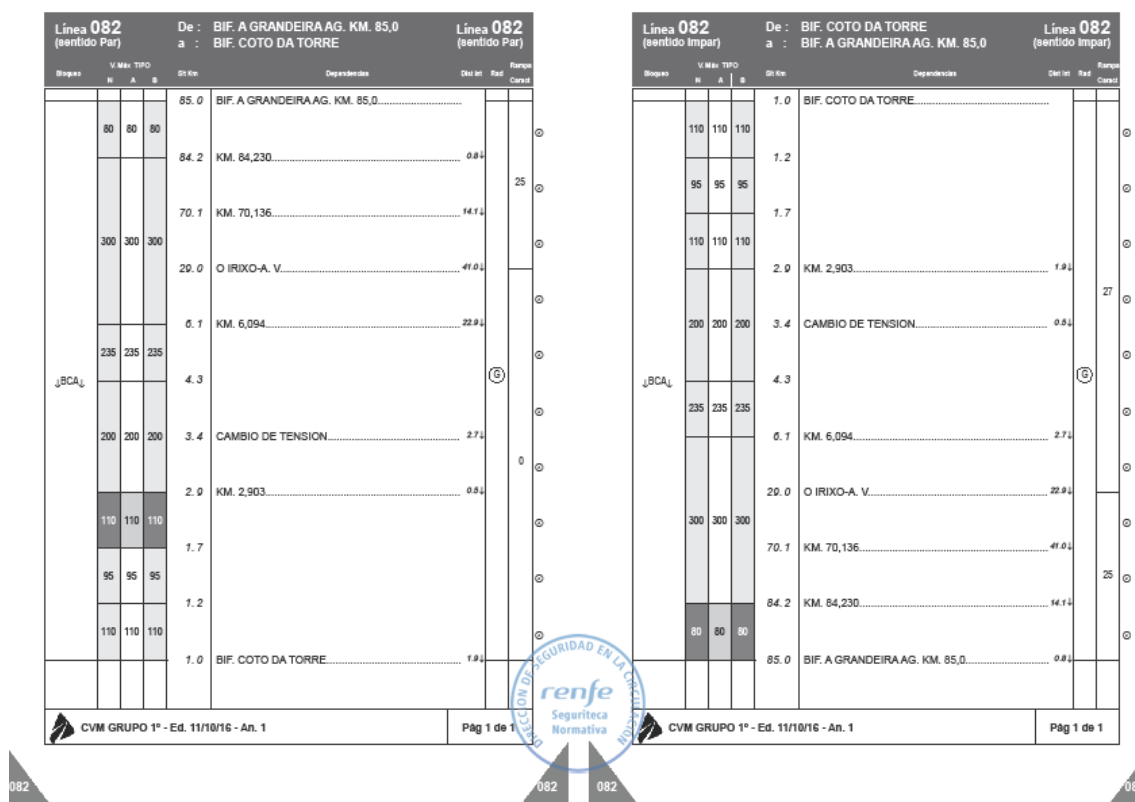 Línea 082 De : BIF. A GRANDEIRA AG. KM. 85,0 Línea 082
(sentido Par) a : BIF. COTO DA TORRE (sentido Par)
Bloqueo V. Máx TIPO Sit Km Dependencias Dist Int Rad Rampa Caract
N A B
85.0 BIF. A GRANDEIRA AG. KM. 85,0
80 80 80
84.2 KM. 84,230 0.8↓
25
70.1 KM. 70,136 14.1↓
300 300 300
29.0 O IRIXO-A. V. 41.0↓
6.1 KM. 6,094 22.9↓
235 235 235
↓BCA↓ 4.3 G
200 200 200 3.4 CAMBIO DE TENSION 2.7↓
0
2.9 KM. 2,903 0.5↓
110 110 110
1.7
95 95 95
1.2
110 110 110
1.0 BIF. COTO DA TORRE 1.9↓
CVM GRUPO 1º - Ed. 11/10/16 - An. 1 Pág 1 de 1
082 082
Línea 082 De : BIF. COTO DA TORRE Línea 082
(sentido Impar) a : BIF. A GRANDEIRA AG. KM. 85,0 (sentido Impar)
Bloqueo V. Máx TIPO Sit Km Dependencias Dist Int Rad Rampa Caract
N A B
1.0 BIF. COTO DA TORRE
110 110 110
1.2
95 95 95
1.7
110 110 110
2.9 KM. 2,903 1.9↓
27
200 200 200 3.4 CAMBIO DE TENSION 0.5↓
↓BCA↓ 4.3 G
235 235 235
6.1 KM. 6,094 2.7↓
29.0 O IRIXO-A. V. 22.9↓
300 300 300
70.1 KM. 70,136 41.0↓
25
84.2 KM. 84,230 14.1↓
80 80 80
85.0 BIF. A GRANDEIRA AG. KM. 85,0 0.8↓
CVM GRUPO 1º - Ed. 11/10/16 - An. 1 Pág 1 de 1
082
DIRECCION DE SEGURIDAD EN LA CIRCULACIÓN
renfe
Seguriteca
Normativa